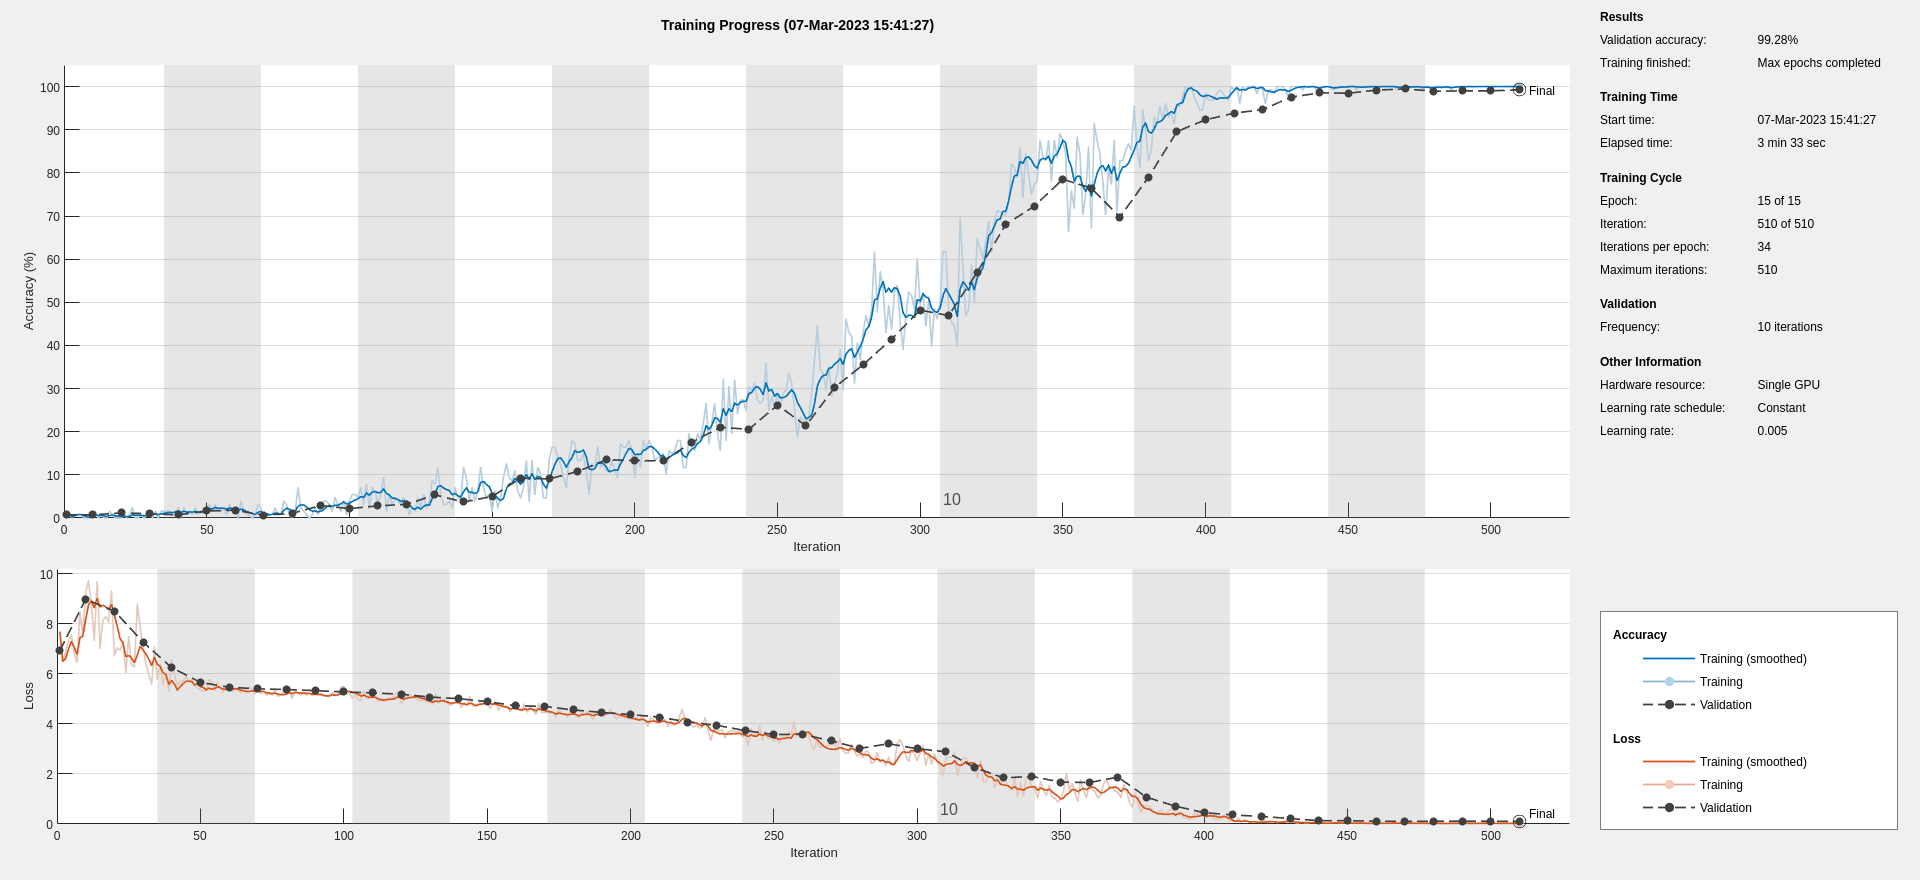 Training Progress (07-Mar-2023 15:41:27)
100
90
80
70
60
50
40
30
20
10
0
Accuracy (%)
10
Final
0 50 100 150 200 250 300 350 400 450 500
Iteration
10
8
6
4
2
0
Loss
10
Final
0 50 100 150 200 250 300 350 400 450 500
Iteration
Results
Validation accuracy: 99.28%
Training finished: Max epochs completed
Training Time
Start time: 07-Mar-2023 15:41:27
Elapsed time: 3 min 33 sec
Training Cycle
Epoch: 15 of 15
Iteration: 510 of 510
Iterations per epoch: 34
Maximum iterations: 510
Validation
Frequency: 10 iterations
Other Information
Hardware resource: Single GPU
Learning rate schedule: Constant
Learning rate: 0.005
Accuracy
Training (smoothed)
Training
Validation
Loss
Training (smoothed)
Training
Validation